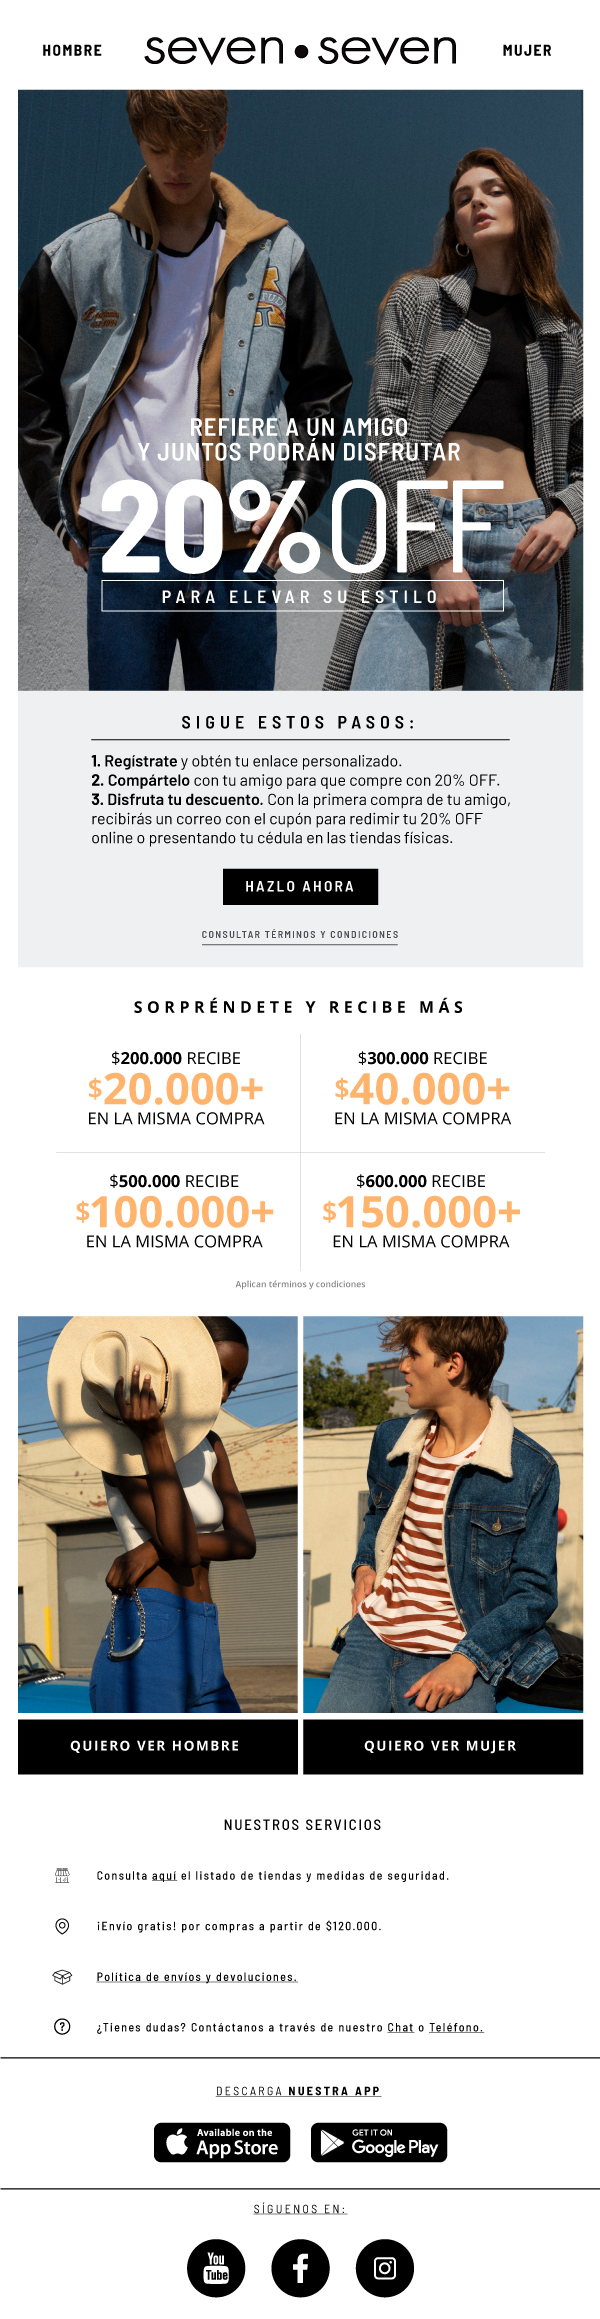 HOMBRE
seven•seven
MUJER
REFIERE A UN AMIGO
Y JUNTOS PODRÁN DISFRUTAR
20%OFF
PARA ELEVAR SU ESTILO
SIGUE ESTOS PASOS:
1. Regístrate y obtén tu enlace personalizado.
2. Compártelo con tu amigo para que compre con 20% OFF.
3. Disfruta tu descuento. Con la primera compra de tu amigo,
recibirás un correo con el cupón para redimir tu 20% OFF
online o presentando tu cédula en las tiendas físicas.
HAZLO AHORA
CONSULTAR TÉRMINOS Y CONDICIONES
SORPRÉNDETE Y RECIBE MÁS
$200.000 RECIBE
$20.000+
EN LA MISMA COMPRA
$300.000 RECIBE
$40.000+
EN LA MISMA COMPRA
$500.000 RECIBE
$100.000+
EN LA MISMA COMPRA
$600.000 RECIBE
$150.000+
EN LA MISMA COMPRA
Aplican términos y condiciones
QUIERO VER HOMBRE
QUIERO VER MUJER
NUESTROS SERVICIOS
Consulta aquí el listado de tiendas y medidas de seguridad.
¡Envío gratis! por compras a partir de $120.000.
Política de envíos y devoluciones.
¿Tienes dudas? Contáctanos a través de nuestro Chat o Teléfono.
DESCARGA NUESTRA APP
Available on the
App Store
GET IT ON
Google Play
SÍGUENOS EN:
You
Tube